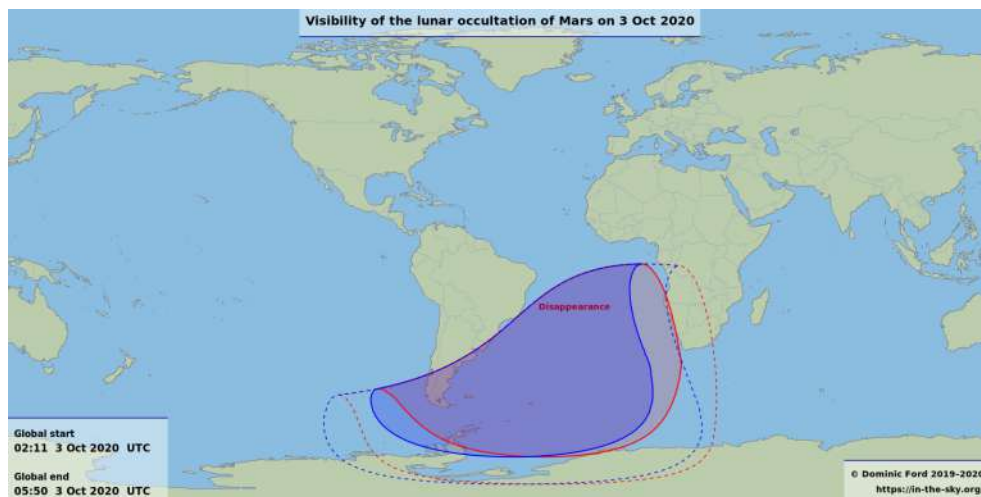 Visibility of the lunar occultation of Mars on 3 Oct 2020
Disappearance
Global start
02:11 3 Oct 2020 UTC
Global end
05:50 3 Oct 2020 UTC
© Dominic Ford 2019–2020
https://in-the-sky.org